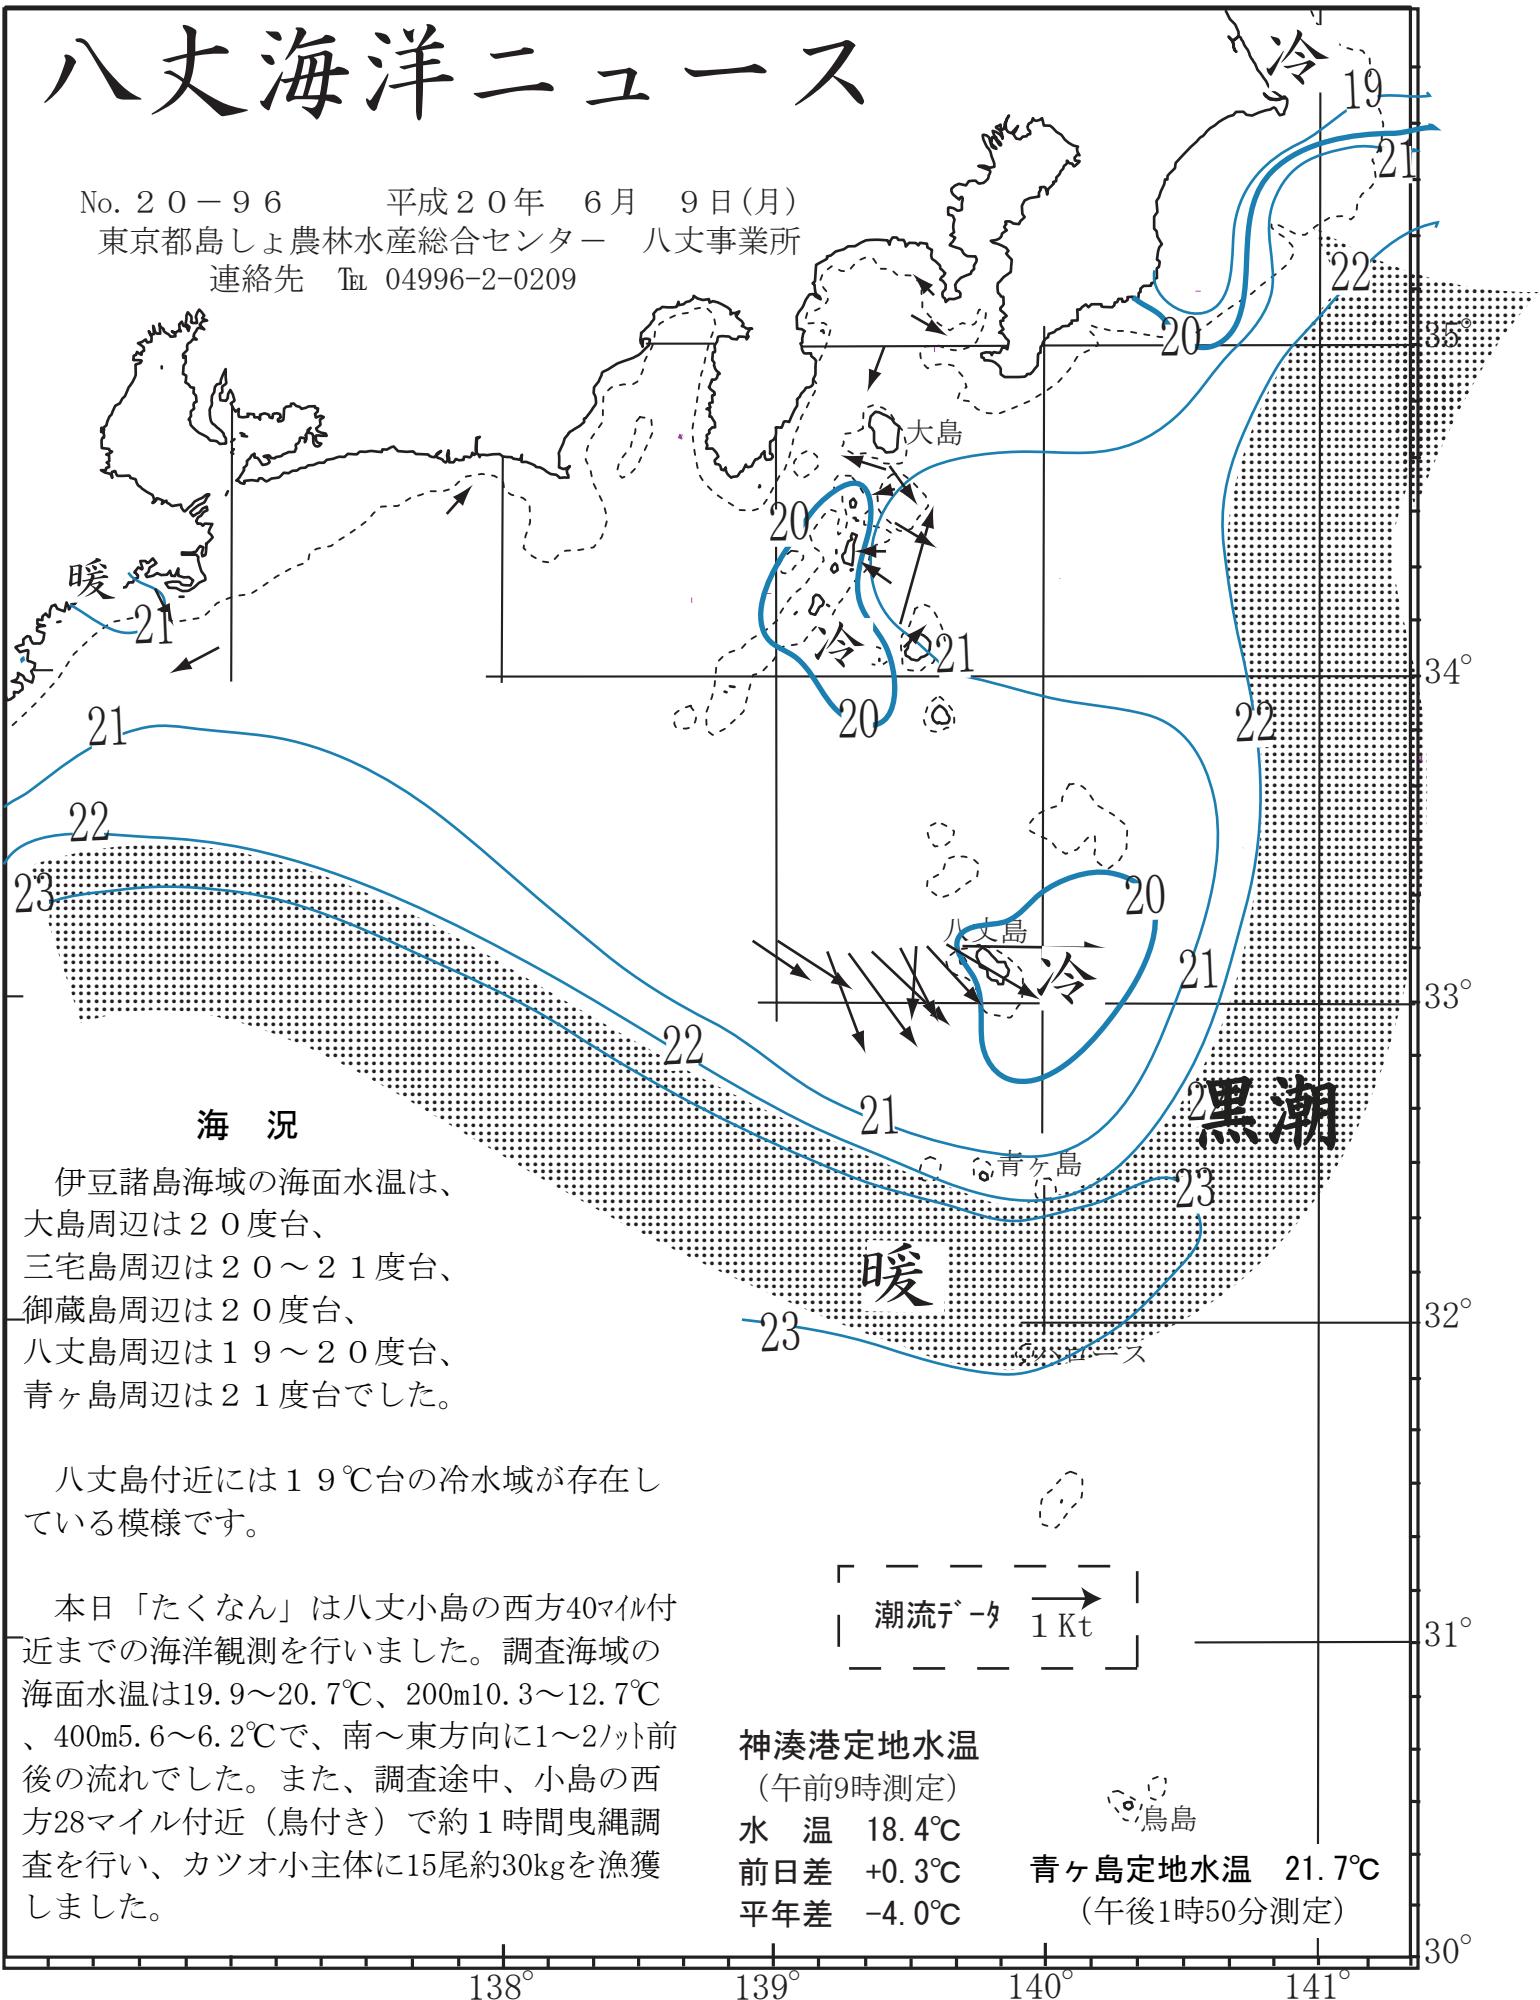 八丈海洋ニュース
No.２０－９６　　　平成２０年　６月　９日(月)
東京都島しょ農林水産総合センター　八丈事業所
連絡先　℡ 04996-2-0209
冷
19
21
22
20
35°
大島
20
暖
21
冷
21
34°
20
21
22
22
23
20
八丈島
冷
21
33°
22
黒潮
21
青ヶ島
23
暖
32°
23
ベヨネース
海　況
　伊豆諸島海域の海面水温は、
大島周辺は２０度台、
三宅島周辺は２０～２１度台、
御蔵島周辺は２０度台、
八丈島周辺は１９～２０度台、
青ヶ島周辺は２１度台でした。
　八丈島付近には１９℃台の冷水域が存在し
ている模様です。
　本日「たくなん」は八丈小島の西方40ﾏｲﾙ付
近までの海洋観測を行いました。調査海域の
海面水温は19.9～20.7℃、200m10.3～12.7℃
、400m5.6～6.2℃で、南～東方向に1～2ﾉｯﾄ前
後の流れでした。また、調査途中、小島の西
方28マイル付近（鳥付き）で約１時間曳縄調
査を行い、カツオ小主体に15尾約30kgを漁獲
しました。
潮流ﾃﾞｰﾀ
１Kt
31°
神湊港定地水温
（午前9時測定）
水　温　18.4℃
前日差　+0.3℃
平年差　-4.0℃
鳥島
青ヶ島定地水温　21.7℃
（午後1時50分測定）
30°
138°
139°
140°
141°